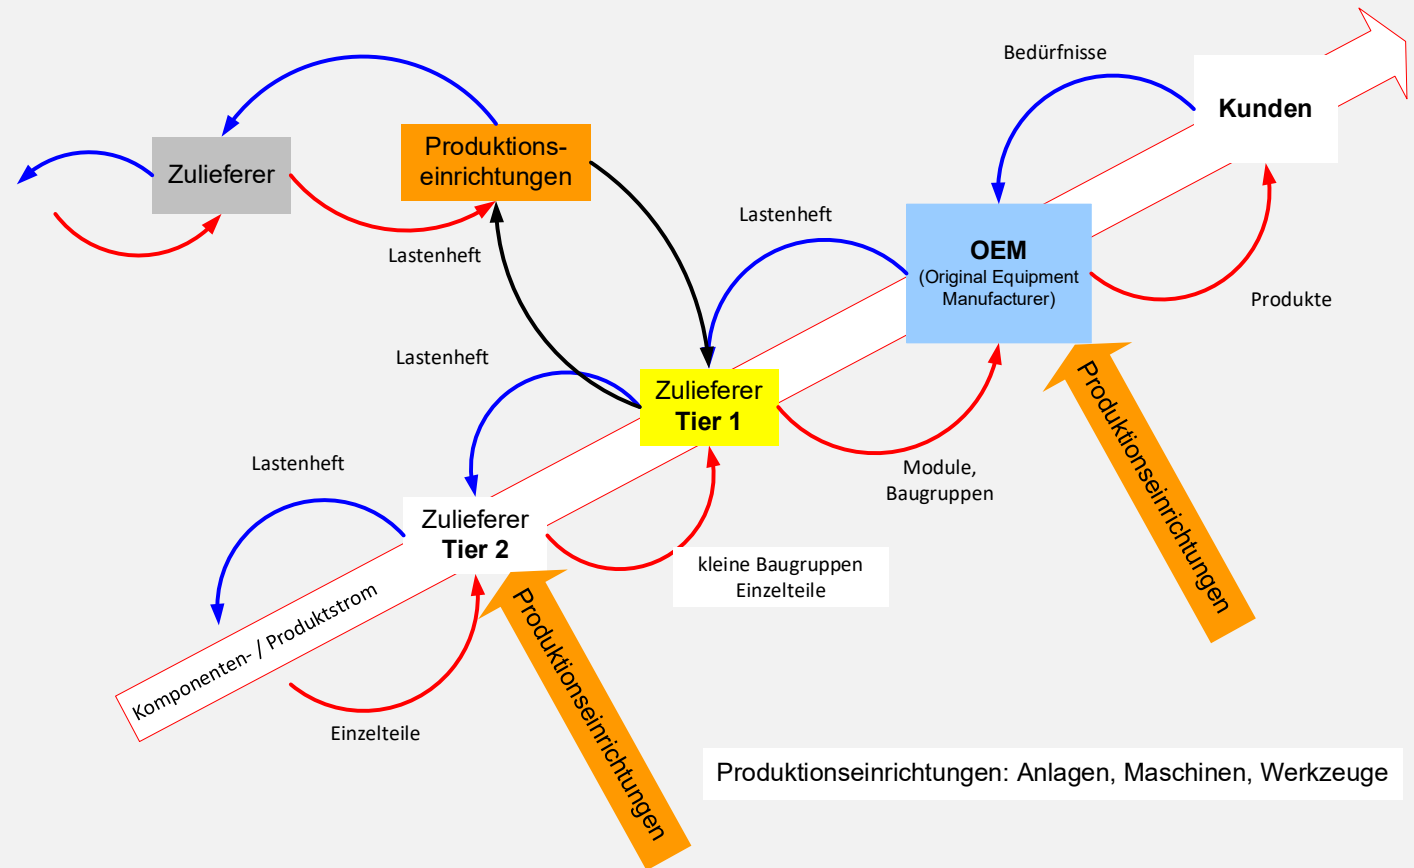 Bedürfnisse
Kunden
Produktions-
einrichtungen
Zulieferer
Lastenheft
Lastenheft
OEM
(Original Equipment
Manufacturer)
Produkte
Lastenheft
Zulieferer
Tier 1
Module,
Baugruppen
Produktionseinrichtungen
Lastenheft
Zulieferer
Tier 2
kleine Baugruppen
Einzelteile
Komponenten- / Produktstrom
Einzelteile
Produktionseinrichtungen
Produktionseinrichtungen: Anlagen, Maschinen, Werkzeuge